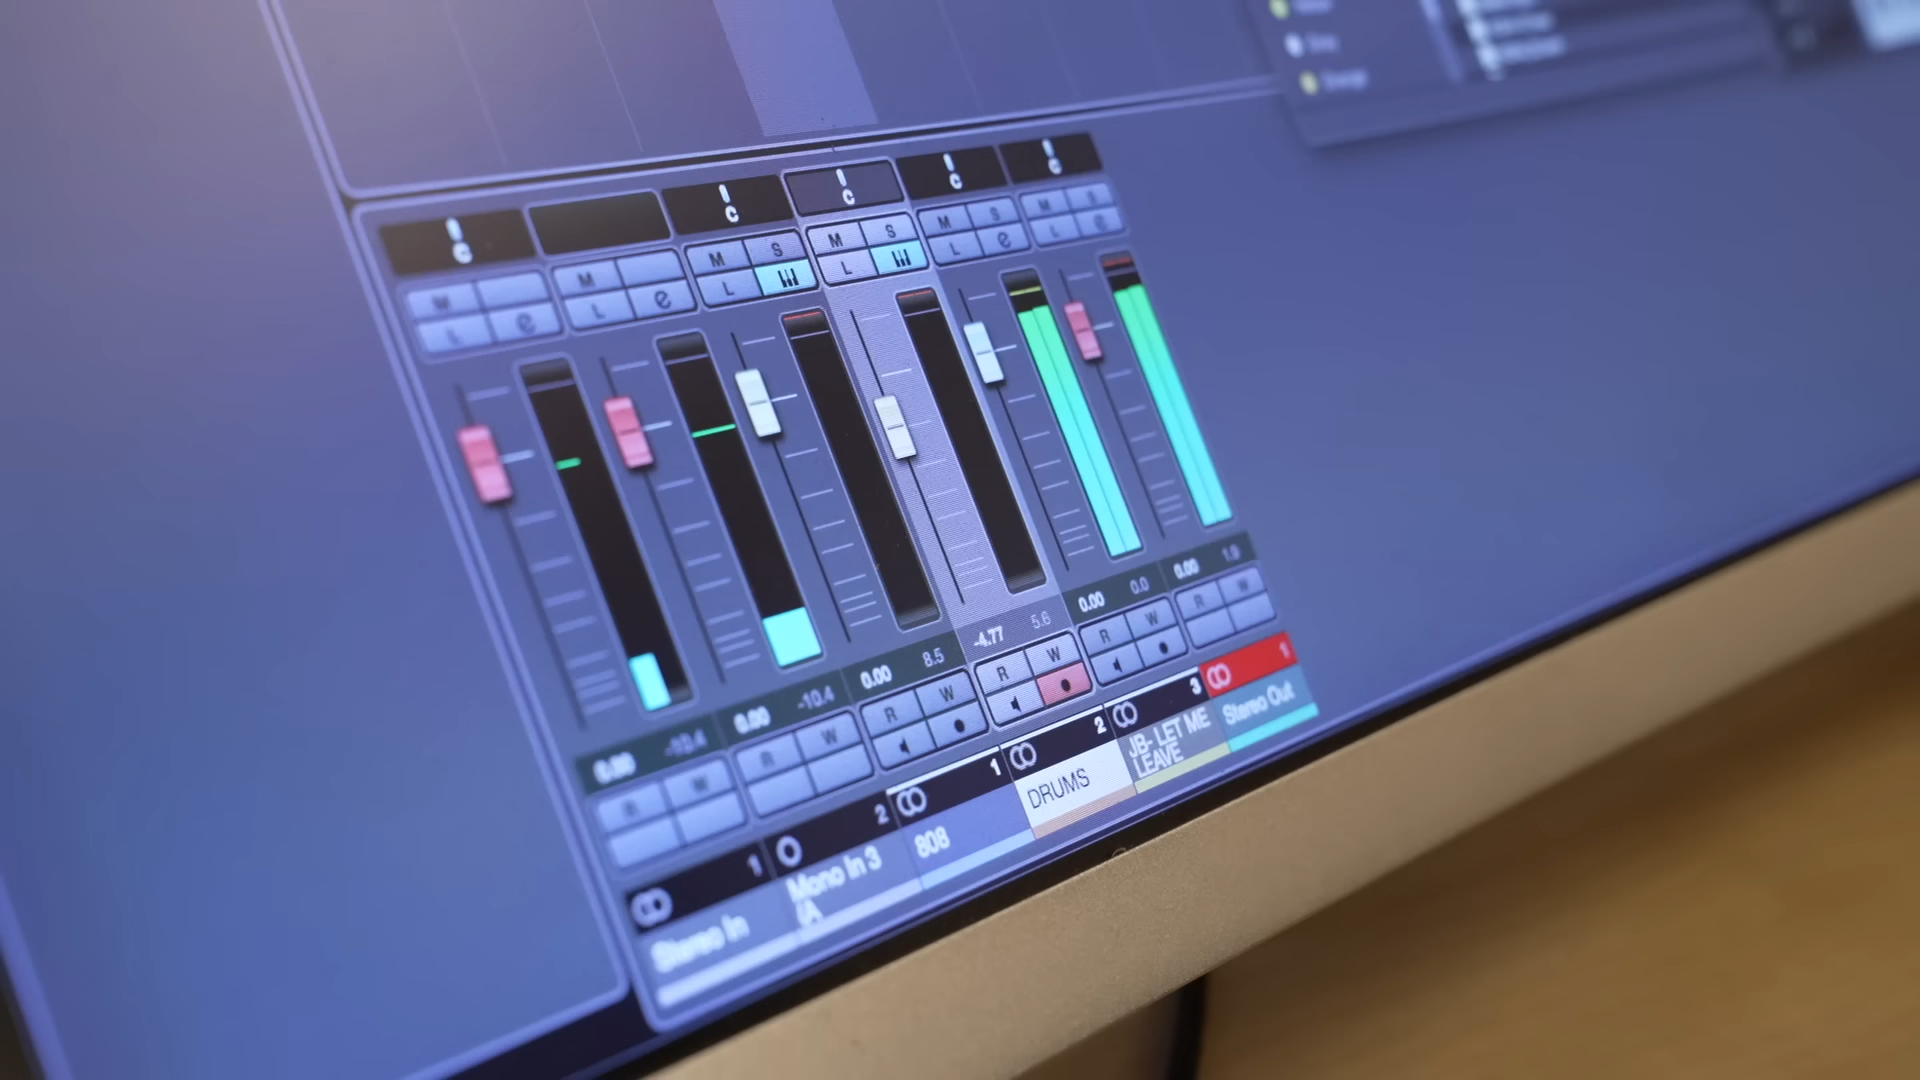 C C C C C
M M M S M S M S M S
L e L e L L L e L e
0.00 -10.4 0.00 -10.4 0.00 8.5 -4.77 5.6 0.00 0.0 0.00 1.9
R W R W R W R W R W R W
1 2 1 2 3 1
Stereo In
Mono In 3
(A
808
DRUMS
JB- LET ME
LEAVE
Stereo Out